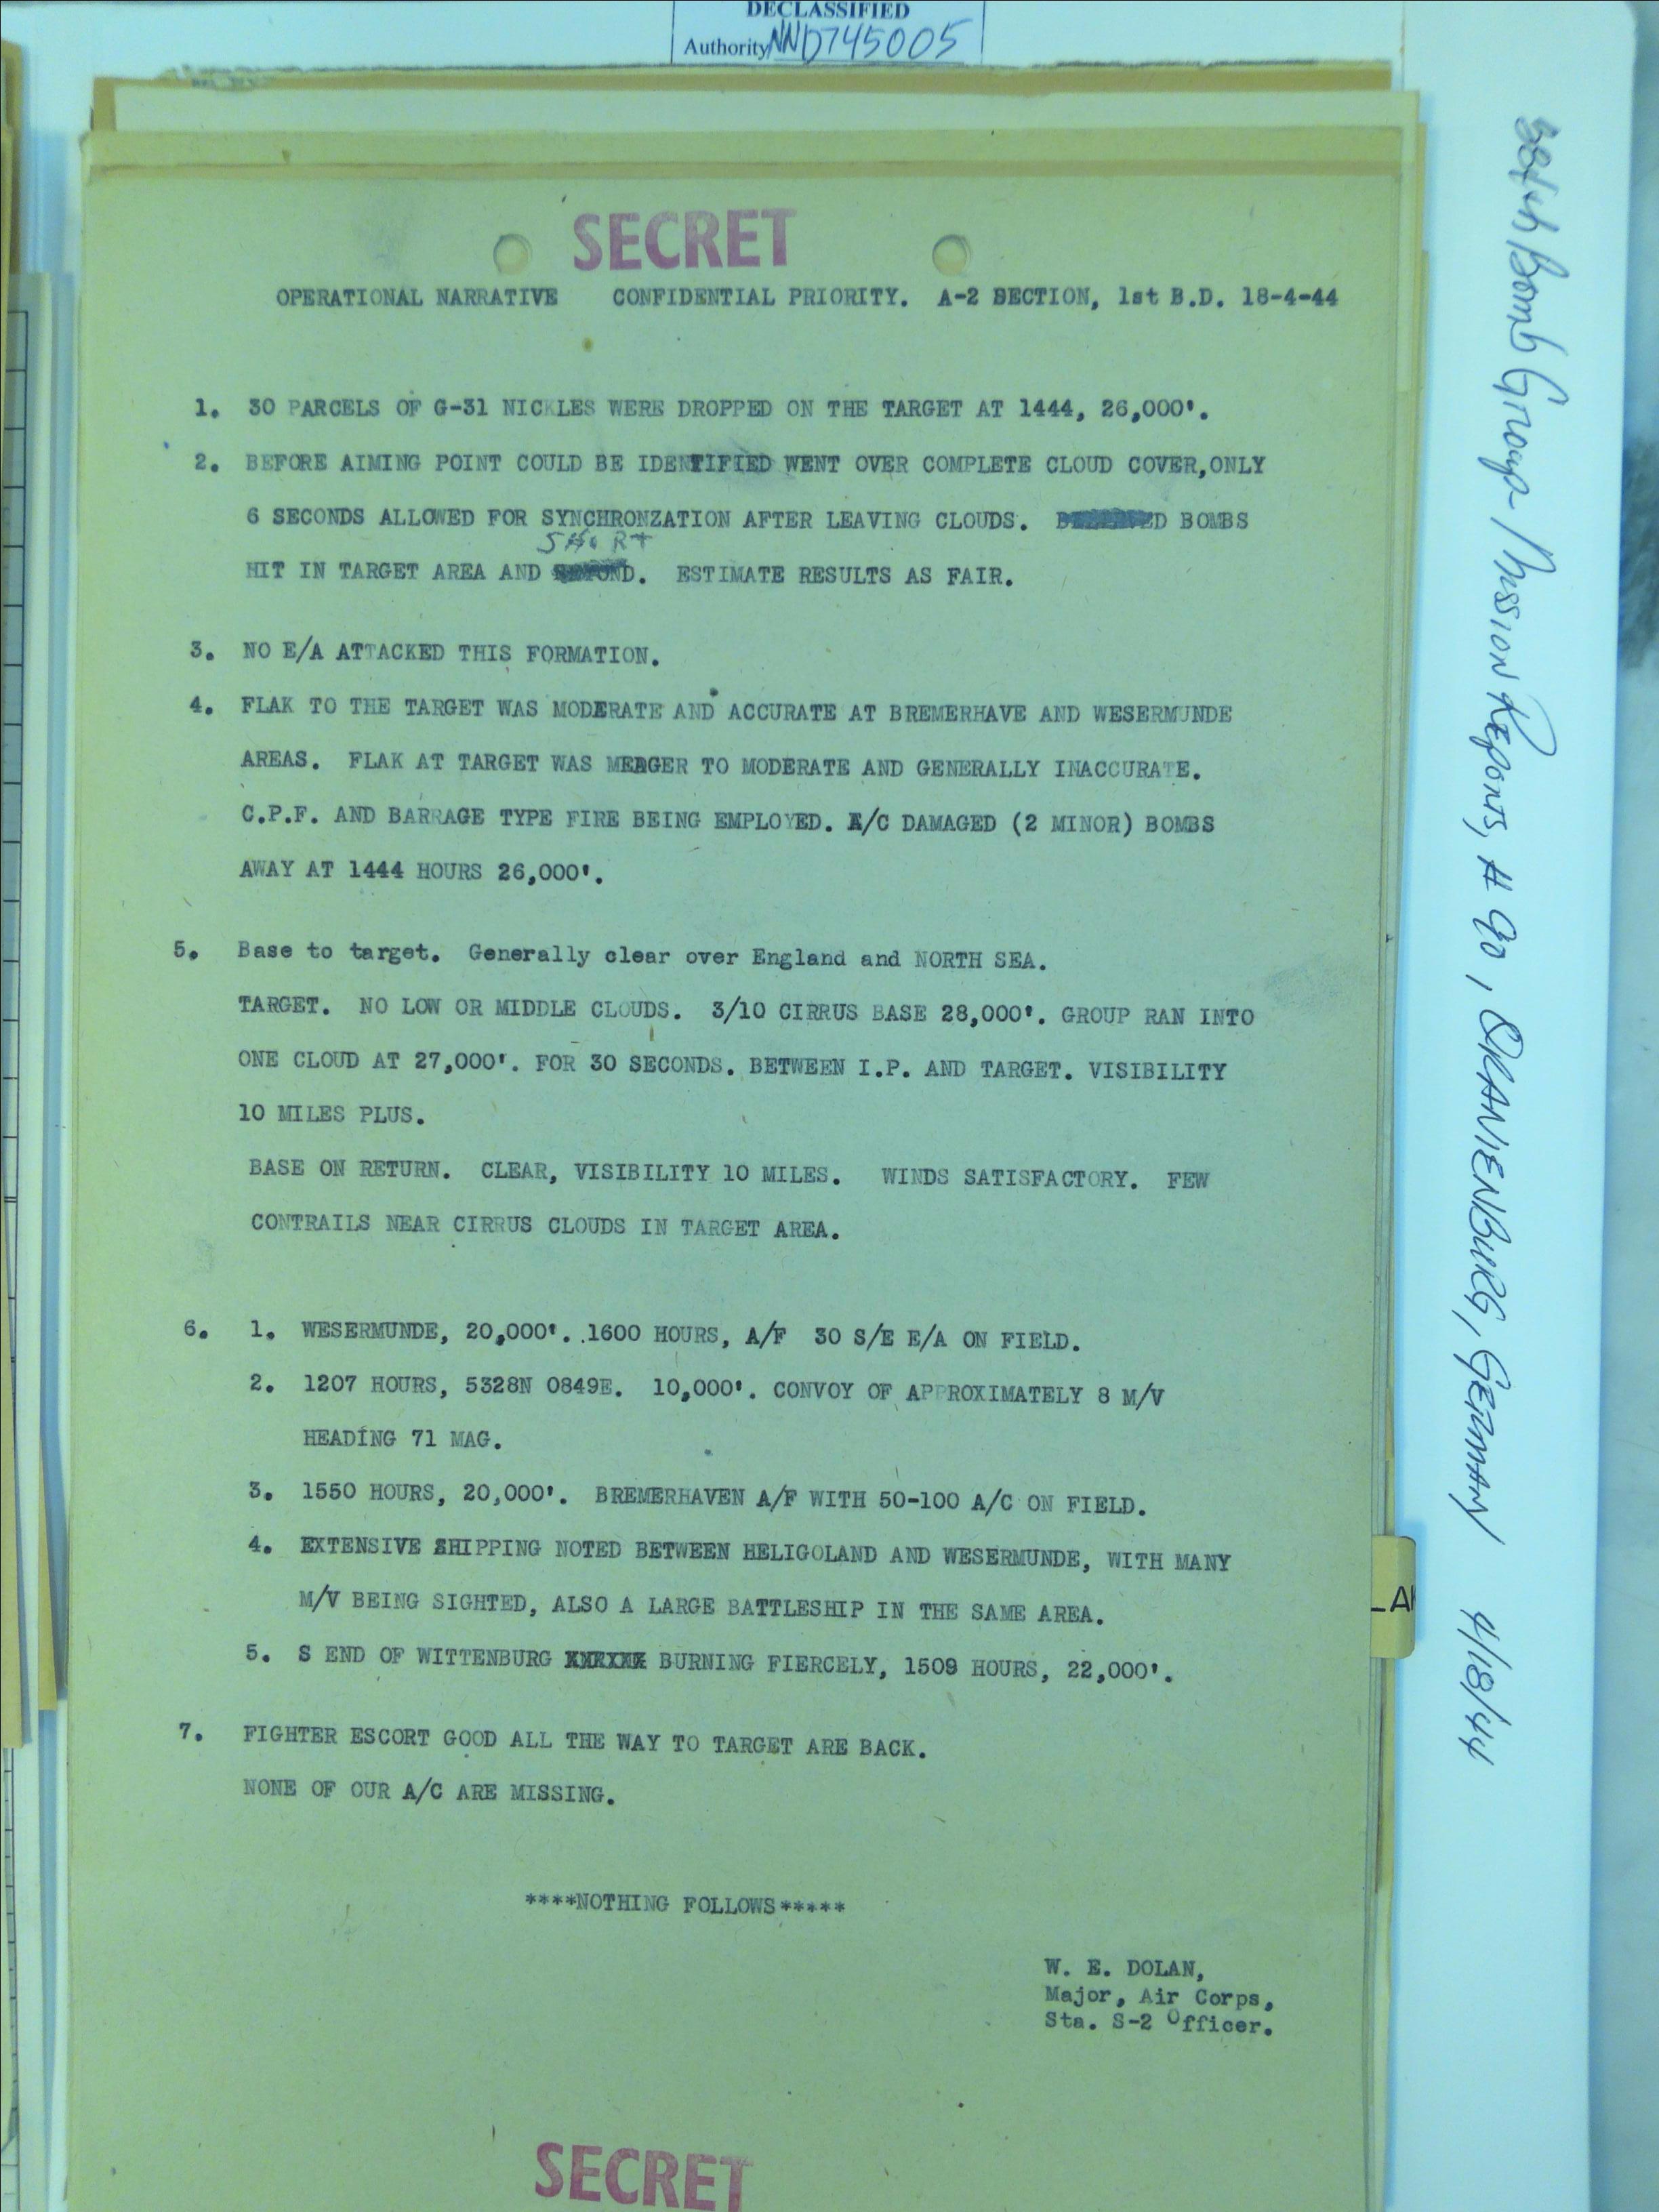 DECLASSIFIED
Authority NND745005
SECRET
OPERATIONAL NARRATIVE CONFIDENTIAL PRIORITY. A-2 SECTION, 1st B.D. 18-4-44
1. 30 PARCELS OF G-31 NICKLES WERE DROPPED ON THE TARGET AT 1444, 26,000'.
2. BEFORE AIMING POINT COULD BE IDENTIFIED WENT OVER COMPLETE CLOUD COVER,ONLY
6 SECONDS ALLOWED FOR SYNCHRONZATION AFTER LEAVING CLOUDS. BOMBS
SHORT
HIT IN TARGET AREA AND . ESTIMATE RESULTS AS FAIR.
3. NO E/A ATTACKED THIS FORMATION.
4. FLAK TO THE TARGET WAS MODERATE AND ACCURATE AT BREMERHAVE AND WESERMUNDE
AREAS. FLAK AT TARGET WAS MEAGER TO MODERATE AND GENERALLY INACCURATE.
C.P.F. AND BARRAGE TYPE FIRE BEING EMPLOYED. A/C DAMAGED (2 MINOR) BOMBS
AWAY AT 1444 HOURS 26,000'.
5. Base to target. Generally clear over England and NORTH SEA.
TARGET. NO LOW OR MIDDLE CLOUDS. 3/10 CIRRUS BASE 28,000'. GROUP RAN INTO
ONE CLOUD AT 27,000'. FOR 30 SECONDS. BETWEEN I.P. AND TARGET. VISIBILITY
10 MILES PLUS.
BASE ON RETURN. CLEAR, VISIBILITY 10 MILES. WINDS SATISFACTORY. FEW
CONTRAILS NEAR CIRRUS CLOUDS IN TARGET AREA.
6. 1. WESERMUNDE, 20,000'. .1600 HOURS, A/F 30 S/E E/A ON FIELD.
2. 1207 HOURS, 5328N 0849E. 10,000'. CONVOY OF APPROXIMATELY 8 M/V
HEADING 71 MAG.
3. 1550 HOURS, 20,000'. BREMERHAVEN A/F WITH 50-100 A/C ON FIELD.
4. EXTENSIVE SHIPPING NOTED BETWEEN HELIGOLAND AND WESERMUNDE, WITH MANY
M/V BEING SIGHTED, ALSO A LARGE BATTLESHIP IN THE SAME AREA.
5. S END OF WITTENBURG BURNING FIERCELY, 1509 HOURS, 22,000'.
7. FIGHTER ESCORT GOOD ALL THE WAY TO TARGET ARE BACK.
NONE OF OUR A/C ARE MISSING.
****NOTHING FOLLOWS*****
W. E. DOLAN,
Major, Air Corps,
Sta. S-2 Officer.
SECRET
Bomb Group Mission Reports, # 90, ORANIENBURG, GERMANY 4/18/44